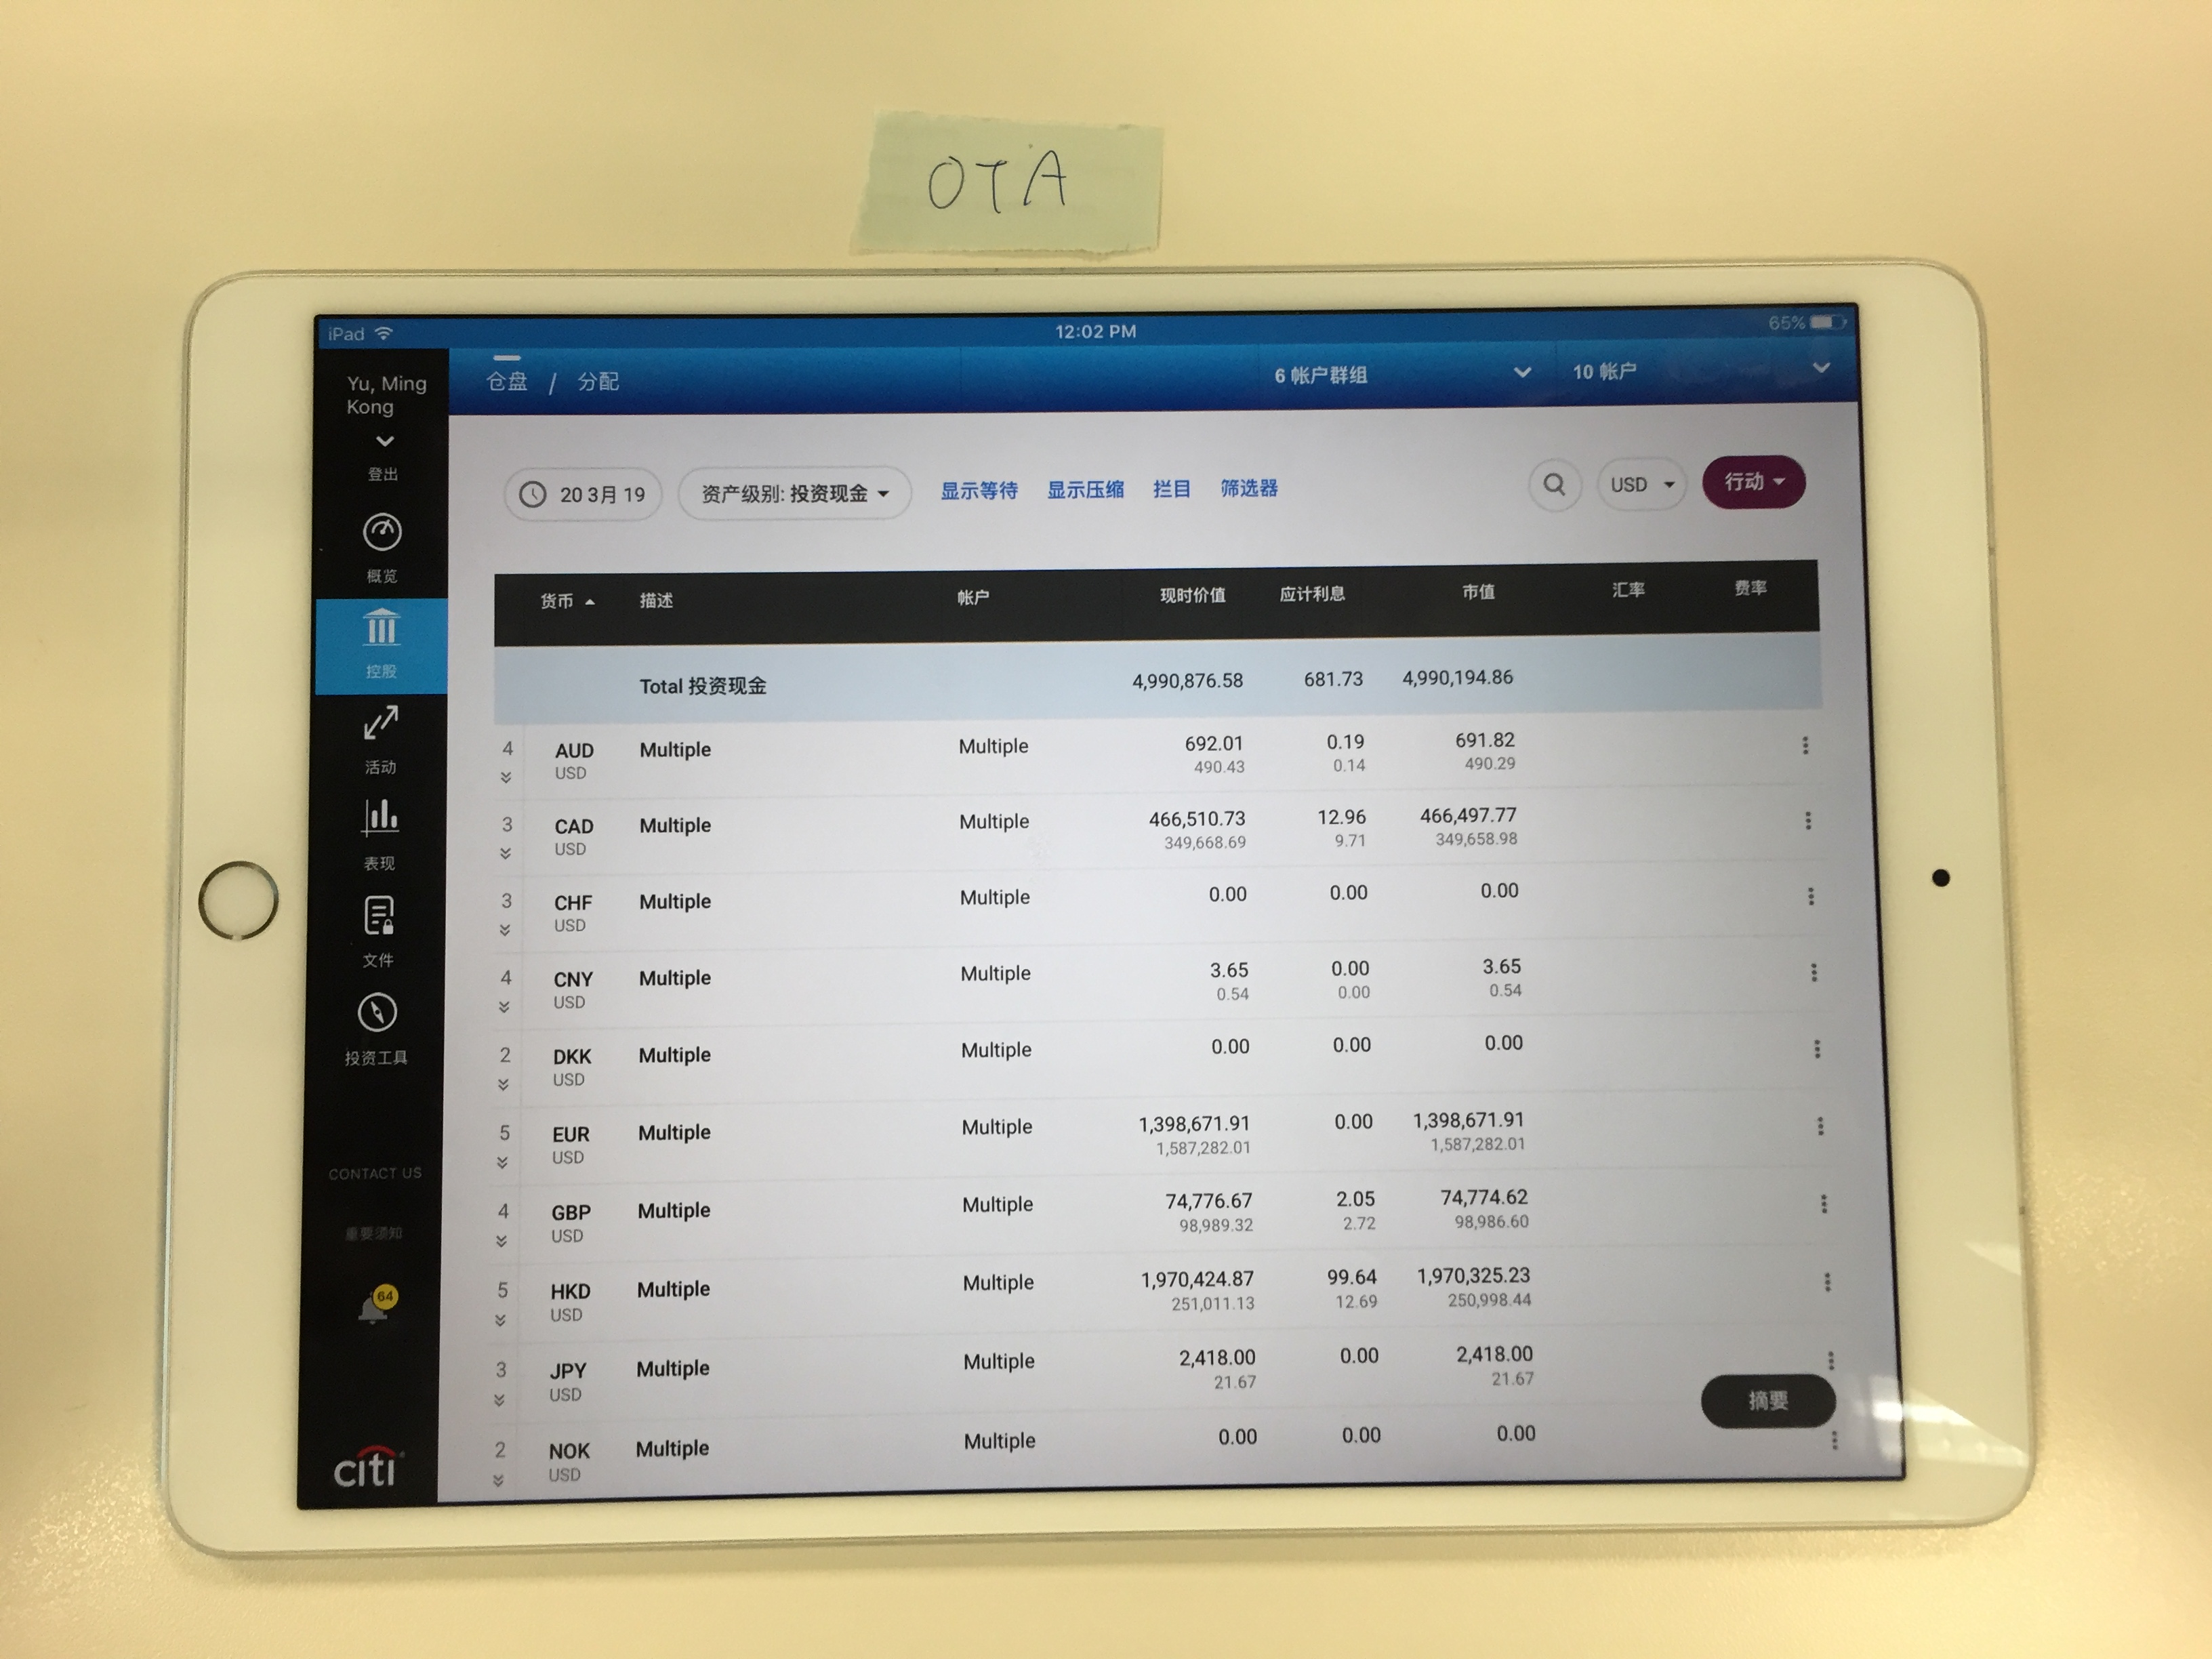 OTA
iPad
12:02 PM
65%
Yu, Ming
Kong
登出
概览
控股
活动
表现
文件
投资工具
CONTACT US
重要须知
64
citi
仓盘 / 分配
6 帐户群组
10 帐户
20 3月 19
资产级别: 投资现金
显示等待
显示压缩
栏目
筛选器
USD
行动
货币 描述 帐户 现时价值 应计利息 市值 汇率 费率
Total 投资现金 4,990,876.58 681.73 4,990,194.86
4 AUD Multiple Multiple 692.01 0.19 691.82
USD 490.43 0.14 490.29
3 CAD Multiple Multiple 466,510.73 12.96 466,497.77
USD 349,668.69 9.71 349,658.98
3 CHF Multiple Multiple 0.00 0.00 0.00
USD
4 CNY Multiple Multiple 3.65 0.00 3.65
USD 0.54 0.00 0.54
2 DKK Multiple Multiple 0.00 0.00 0.00
USD
5 EUR Multiple Multiple 1,398,671.91 0.00 1,398,671.91
USD 1,587,282.01 1,587,282.01
4 GBP Multiple Multiple 74,776.67 2.05 74,774.62
USD 98,989.32 2.72 98,986.60
5 HKD Multiple Multiple 1,970,424.87 99.64 1,970,325.23
USD 251,011.13 12.69 250,998.44
3 JPY Multiple Multiple 2,418.00 0.00 2,418.00
USD 21.67 21.67
2 NOK Multiple Multiple 0.00 0.00 0.00
USD
摘要